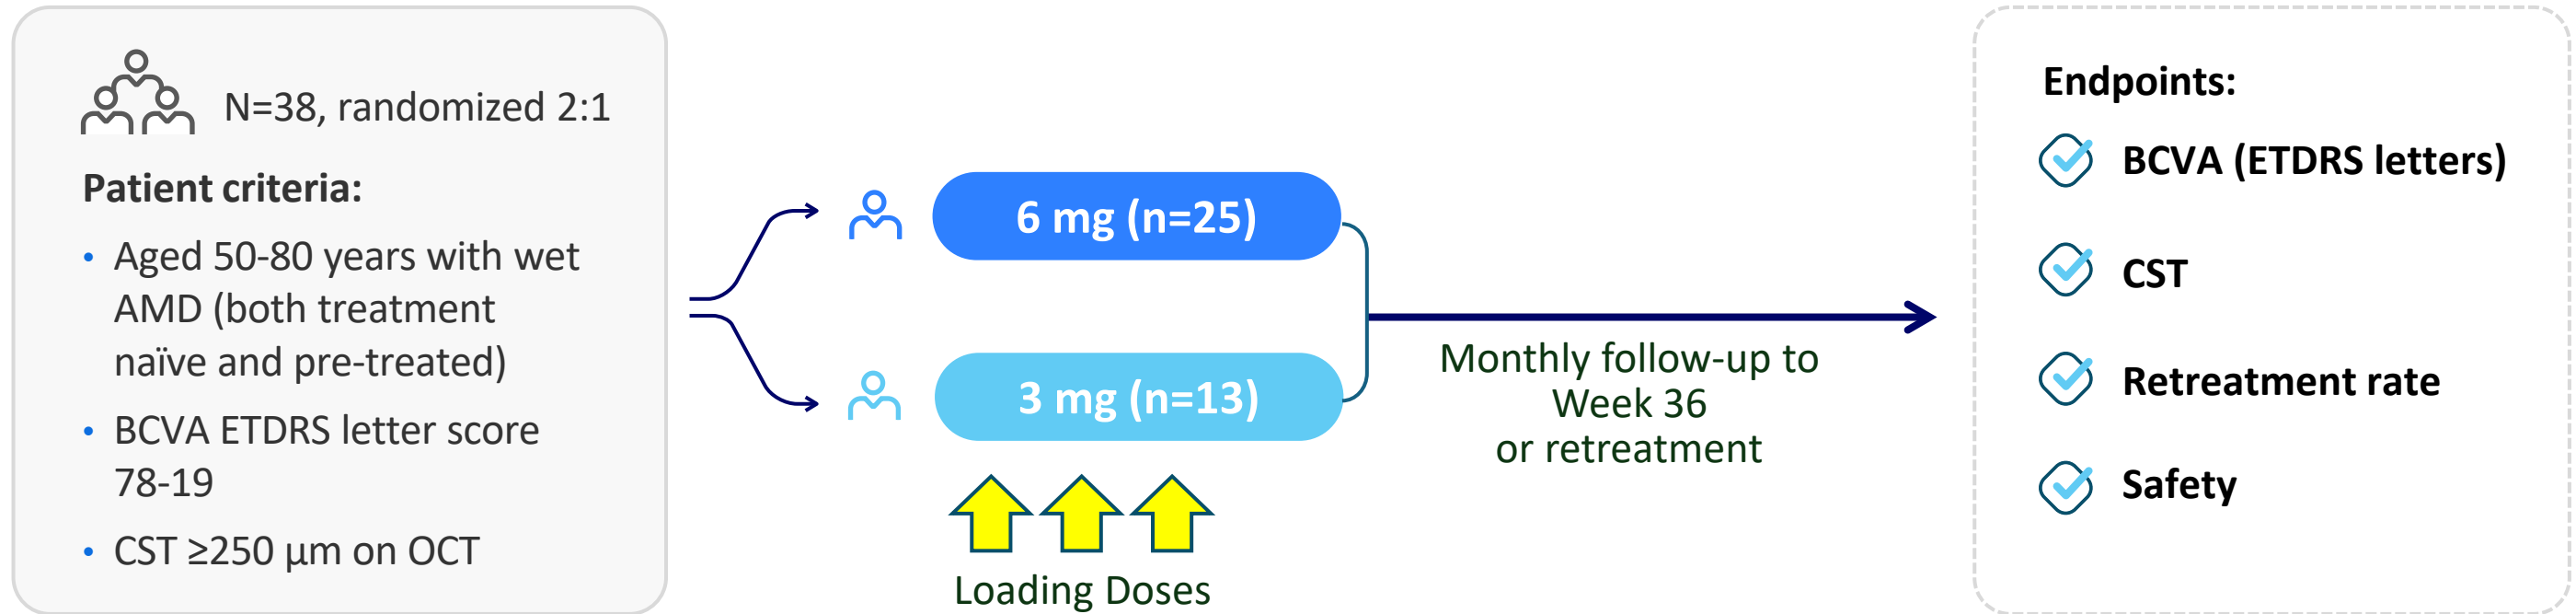 N=38, randomized 2:1
Patient criteria:
• Aged 50-80 years with wet
AMD (both treatment
naïve and pre-treated)
• BCVA ETDRS letter score
78-19
• CST ≥250 µm on OCT
6 mg (n=25)
3 mg (n=13)
Loading Doses
Monthly follow-up to
Week 36
or retreatment
Endpoints:
BCVA (ETDRS letters)
CST
Retreatment rate
Safety